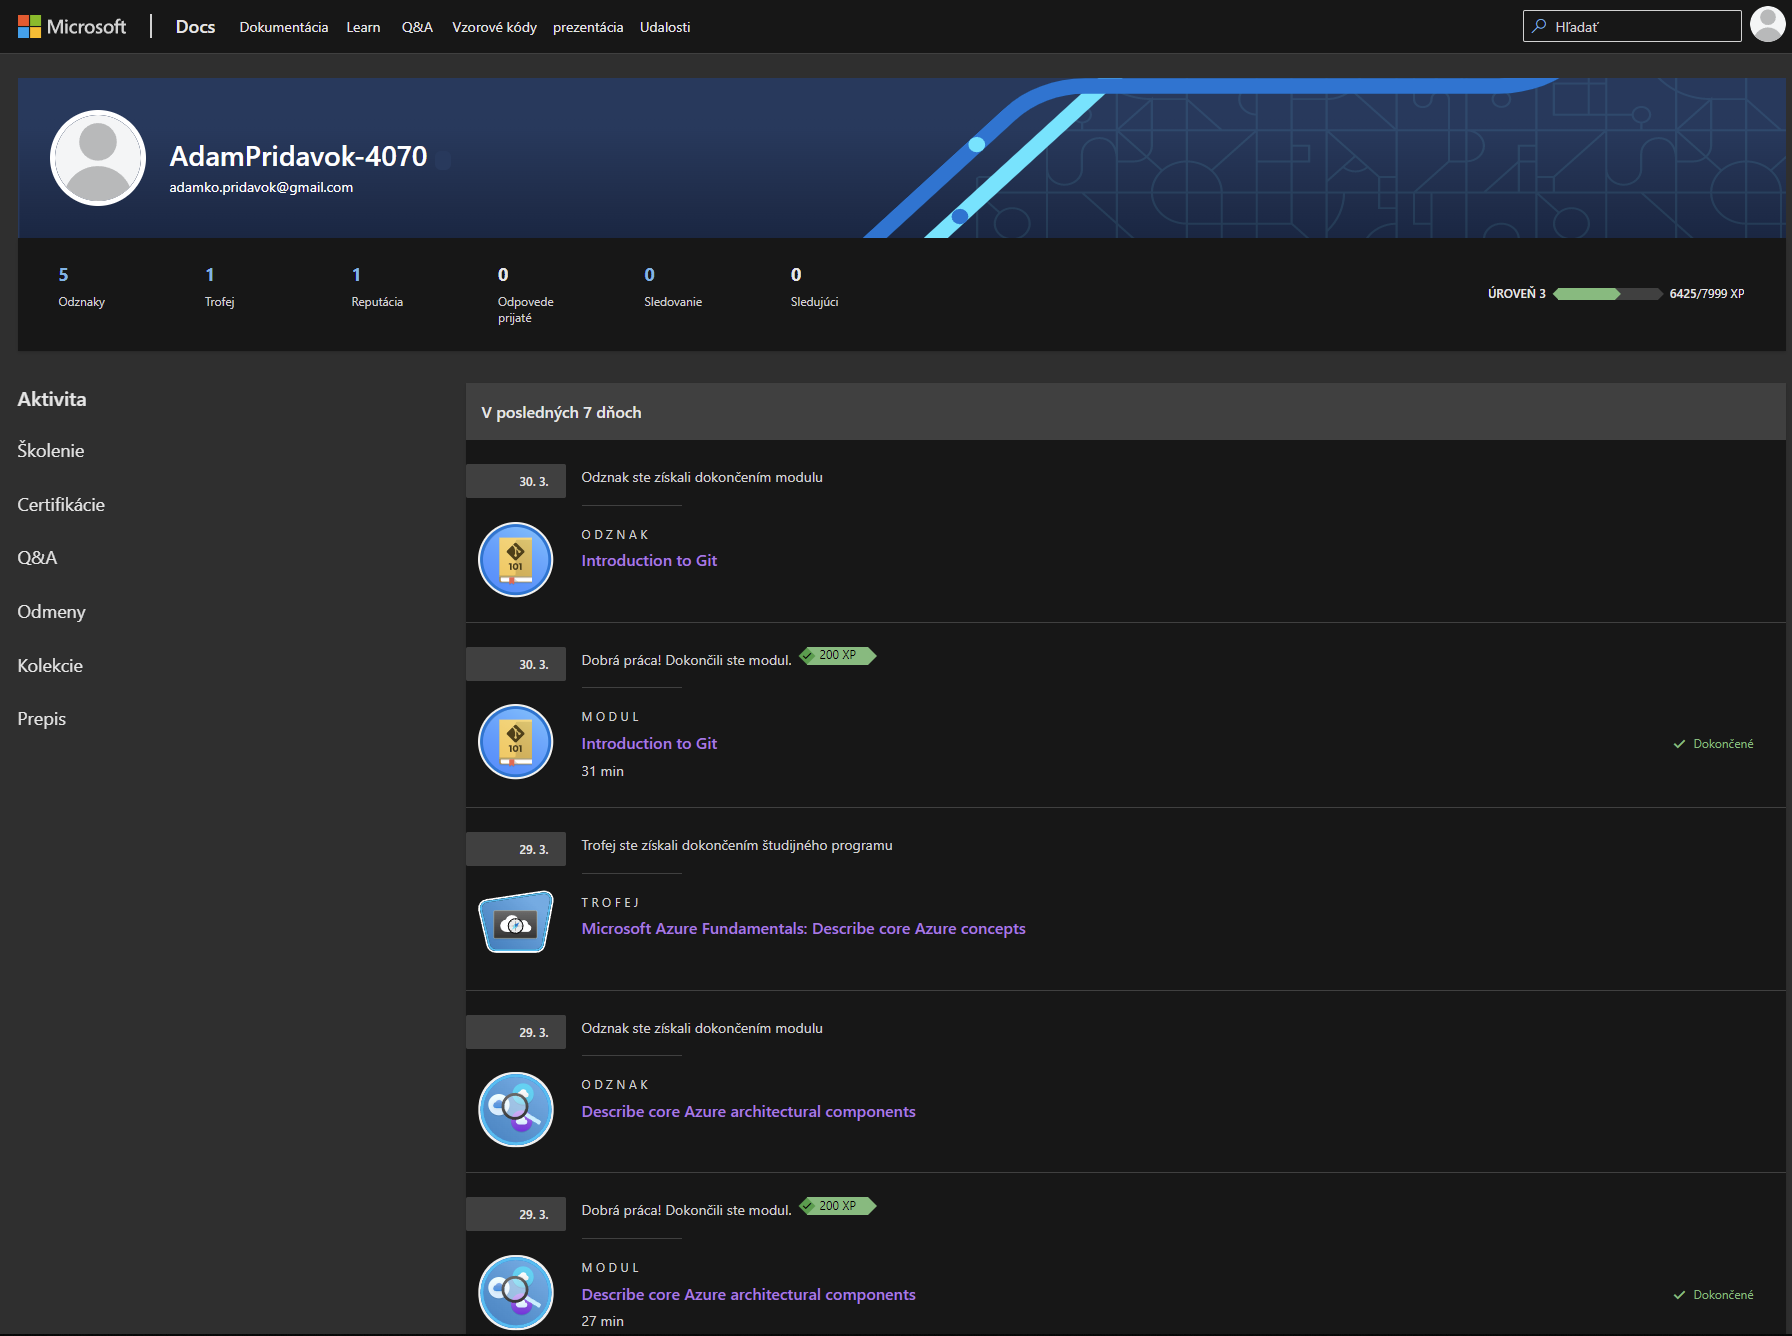 Microsoft Docs Dokumentácia Learn Q&A Vzorové kódy prezentácia Udalosti Hľadať
AdamPridavok-4070
adamko.pridavok@gmail.com
5 1 1 0 0 0
Odznaky Trofej Reputácia Odpovede Sledovanie Sledujúci
prijaté
ÚROVEŇ 3 6425/7999 XP
Aktivita
Školenie
Certifikácie
Q&A
Odmeny
Kolekcie
Prepis
V posledných 7 dňoch
30. 3. Odznak ste získali dokončením modulu
ODZNAK
101
Introduction to Git
30. 3. Dobrá práca! Dokončili ste modul. 200 XP
MODUL
101
Introduction to Git
Dokončené
31 min
29. 3. Trofej ste získali dokončením študijného programu
TROFEJ
Microsoft Azure Fundamentals: Describe core Azure concepts
29. 3. Odznak ste získali dokončením modulu
ODZNAK
Describe core Azure architectural components
29. 3. Dobrá práca! Dokončili ste modul. 200 XP
MODUL
Describe core Azure architectural components
Dokončené
27 min